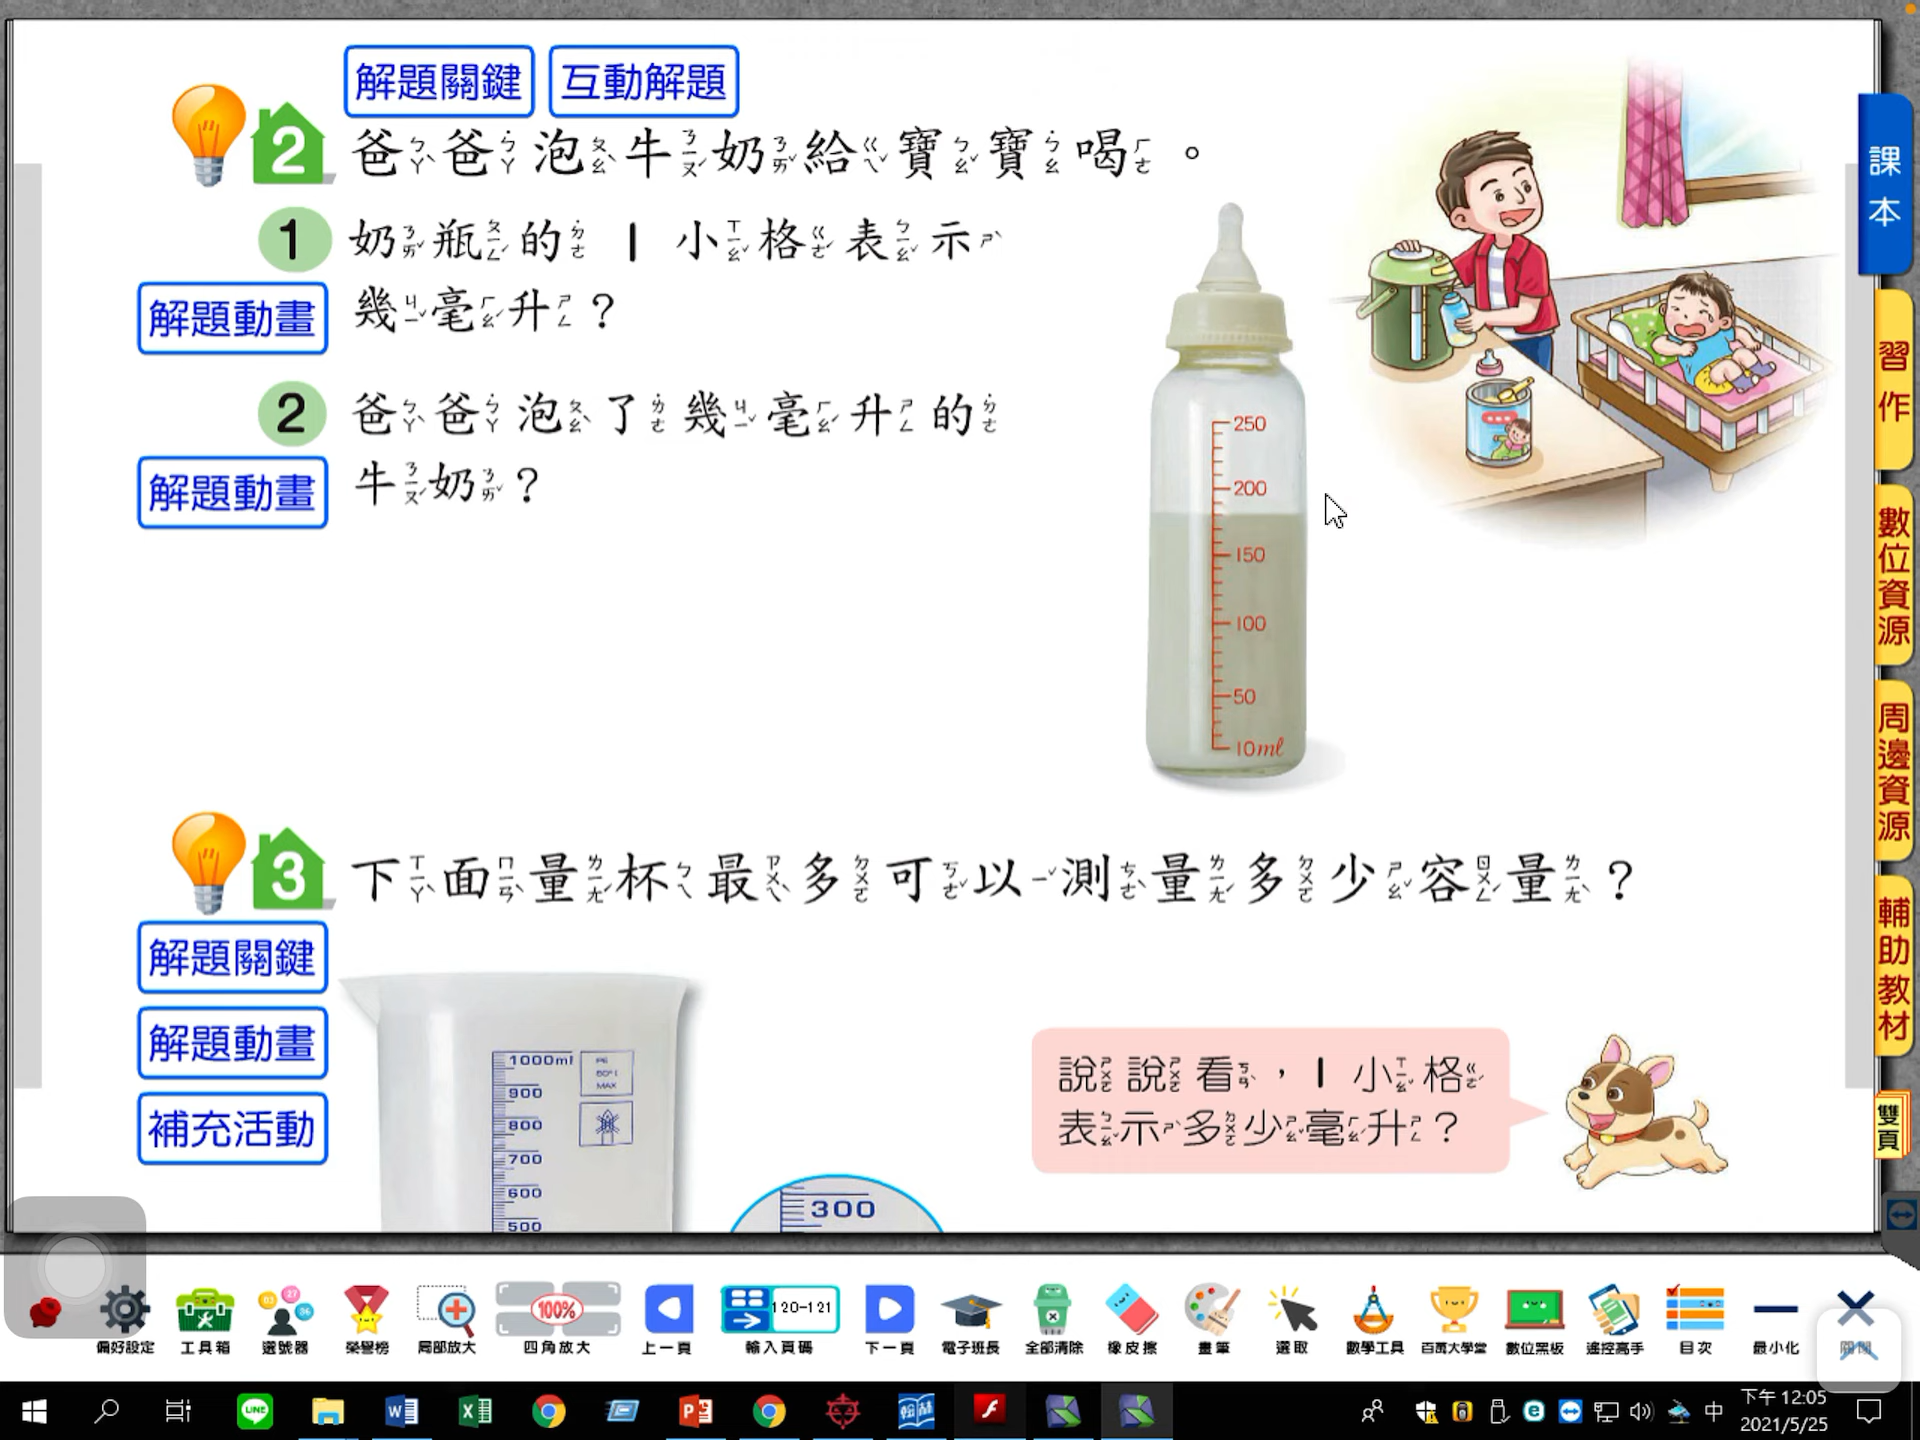 解題關鍵 互動解題
2 爸爸泡牛奶給寶寶喝。
1 奶瓶的1小格表示
幾毫升？
解題動畫
2 爸爸泡了幾毫升的
牛奶？
解題動畫
250
200
150
100
50
10ml
3 下面量杯最多可以測量多少容量？
解題關鍵
解題動畫
補充活動
1000ml
900
800
700
600
500
PE
MAX
300
說說看，1小格
表示多少毫升？
課本
習作
數位資源
周邊資源
輔助教材
雙頁
偏好設定 工具箱 選號器 榮譽榜 局部放大 100% 四角放大 上一頁 120-121 輸入頁碼 下一頁 電子班長 全部清除 橡皮擦 畫筆 選取 數學工具 百萬大學堂 數位黑板 遙控高手 目次 最小化
LINE
中
下午 12:05
2021/5/25